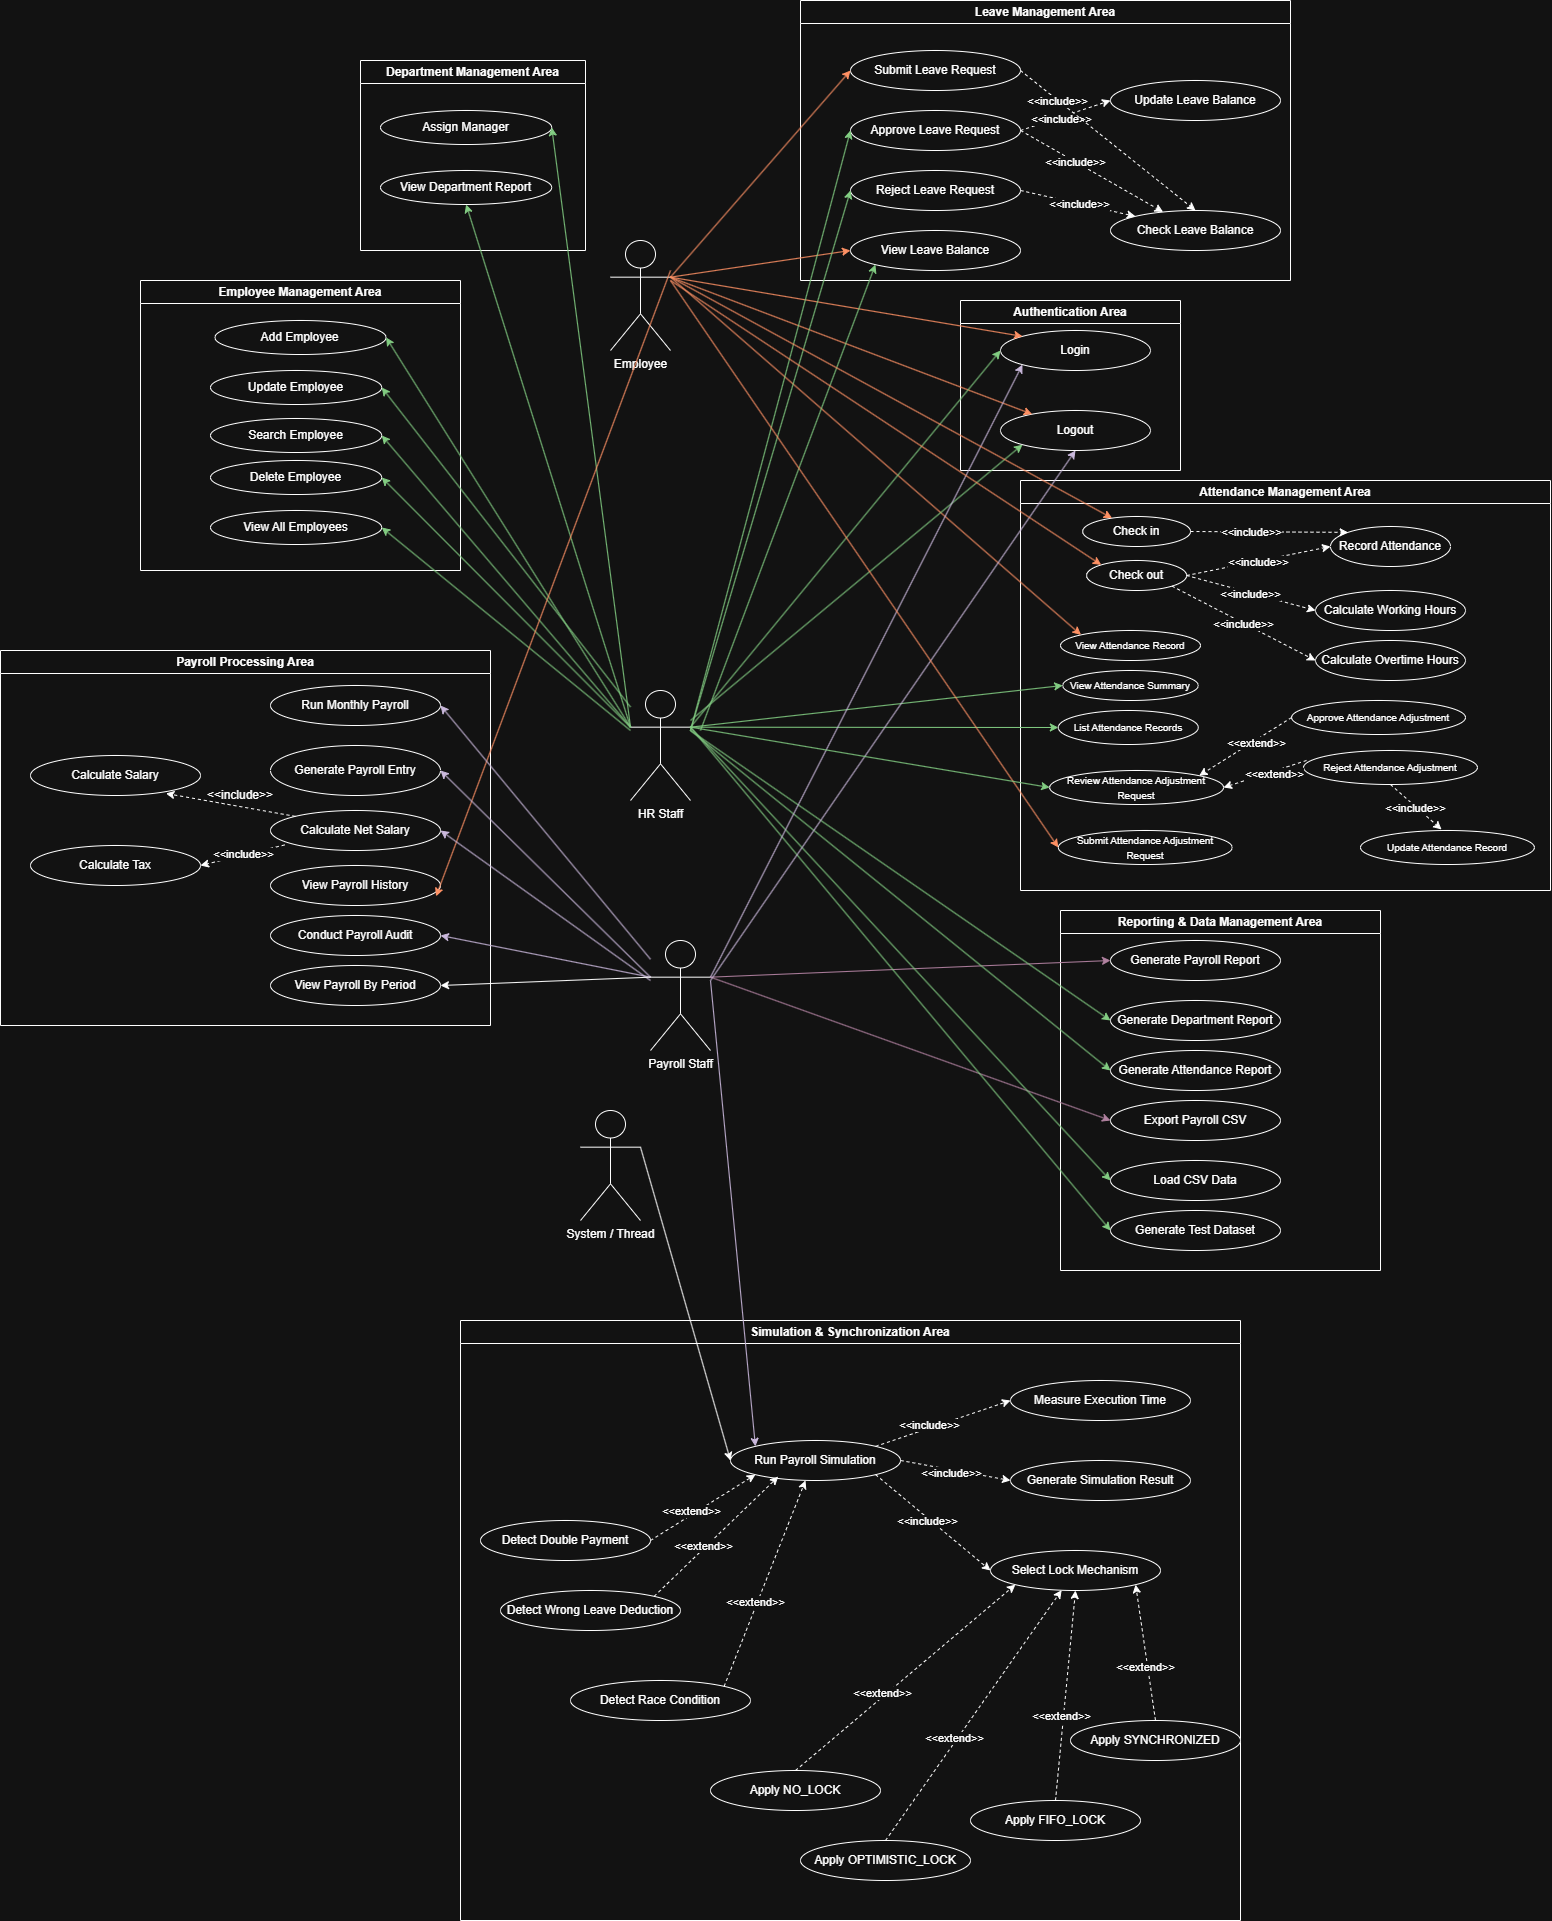 Leave Management Area
Submit Leave Request
Update Leave Balance
<<include>>
<<include>>
Approve Leave Request
<<include>>
Reject Leave Request
<<include>>
Check Leave Balance
View Leave Balance
Department Management Area
Assign Manager
View Department Report
Employee
Employee Management Area
Add Employee
Update Employee
Search Employee
Delete Employee
View All Employees
Authentication Area
Login
Logout
Attendance Management Area
Check in
<<include>>
Record Attendance
<<include>>
Check out
<<include>>
Calculate Working Hours
<<include>>
Calculate Overtime Hours
View Attendance Record
View Attendance Summary
List Attendance Records
Approve Attendance Adjustment
<<extend>>
Reject Attendance Adjustment
<<extend>>
Review Attendance Adjustment
Request
<<include>>
Submit Attendance Adjustment
Request
Update Attendance Record
HR Staff
Payroll Processing Area
Run Monthly Payroll
Generate Payroll Entry
Calculate Salary
<<include>>
Calculate Net Salary
<<include>>
Calculate Tax
View Payroll History
Conduct Payroll Audit
View Payroll By Period
Payroll Staff
Reporting & Data Management Area
Generate Payroll Report
Generate Department Report
Generate Attendance Report
Export Payroll CSV
Load CSV Data
Generate Test Dataset
System / Thread
Simulation & Synchronization Area
Measure Execution Time
<<include>>
Run Payroll Simulation
<<include>>
Generate Simulation Result
<<extend>>
<<include>>
Detect Double Payment
<<extend>>
Select Lock Mechanism
Detect Wrong Leave Deduction
<<extend>>
Detect Race Condition
<<extend>>
<<extend>>
<<extend>>
<<extend>>
Apply SYNCHRONIZED
Apply NO_LOCK
Apply FIFO_LOCK
Apply OPTIMISTIC_LOCK